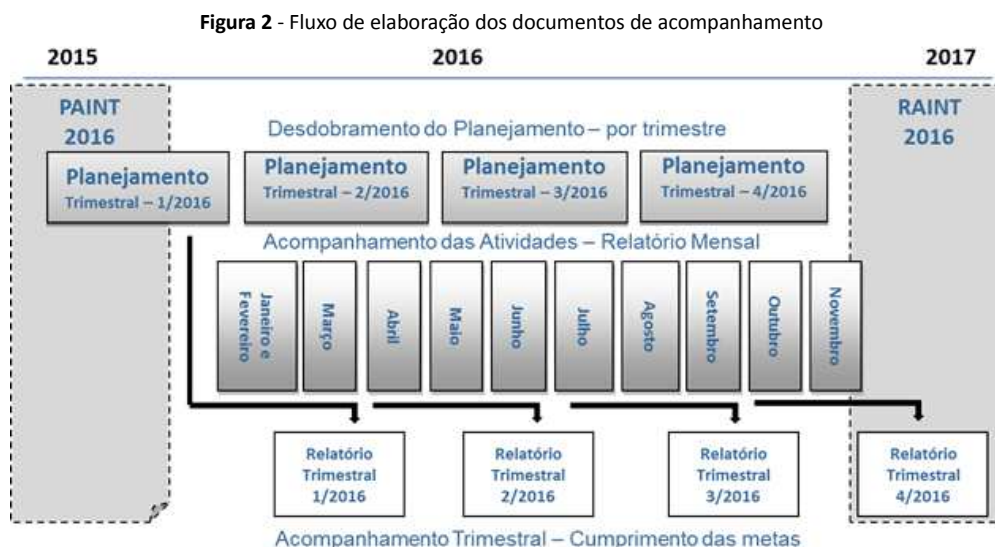 Figura 2 - Fluxo de elaboração dos documentos de acompanhamento
2015
2016
2017
PAINT
2016
RAINT
2016
Desdobramento do Planejamento – por trimestre
Planejamento
Trimestral – 1/2016
Planejamento
Trimestral – 2/2016
Planejamento
Trimestral – 3/2016
Planejamento
Trimestral – 4/2016
Acompanhamento das Atividades – Relatório Mensal
Janeiro e
Fevereiro
Março
Abril
Maio
Junho
Julho
Agosto
Setembro
Outubro
Novembro
Relatório
Trimestral
1/2016
Relatório
Trimestral
2/2016
Relatório
Trimestral
3/2016
Relatório
Trimestral
4/2016
Acompanhamento Trimestral – Cumprimento das metas